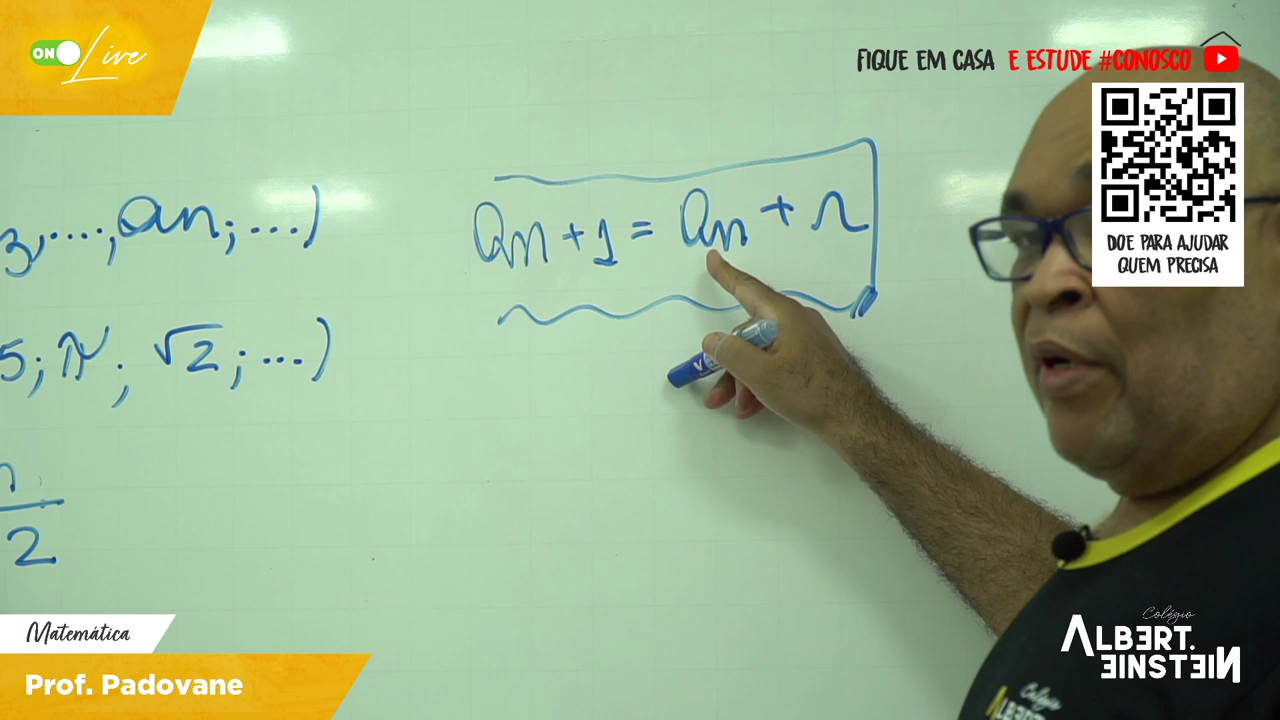 ON Live
FIQUE EM CASA E ESTUDE #CONOSCO
DOE PARA AJUDAR
QUEM PRECISA
3,....; an; ...)
an+1 = an + r
5; π; √2; ...)
2
Matemática
Prof. Padovane
Colégio
ALBERT.
EINSTEIN
Colégio